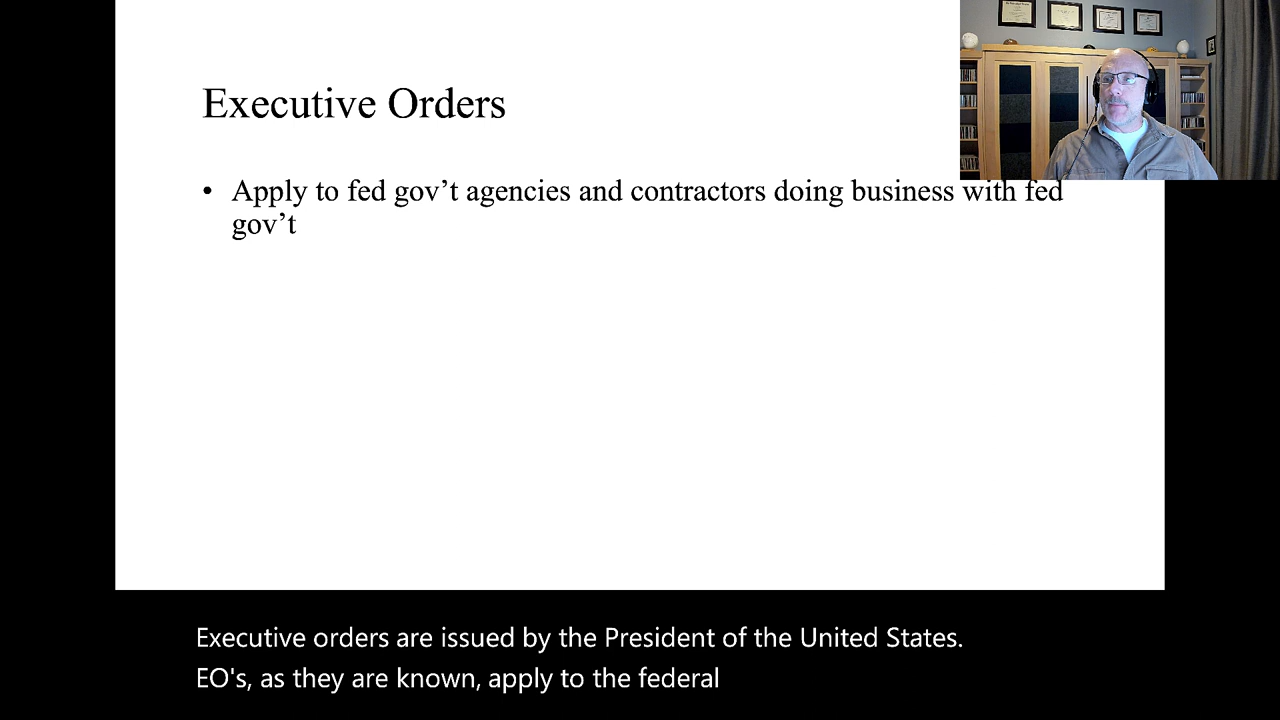 Executive Orders
• Apply to fed gov’t agencies and contractors doing business with fed
gov’t
Executive orders are issued by the President of the United States.
EO's, as they are known, apply to the federal